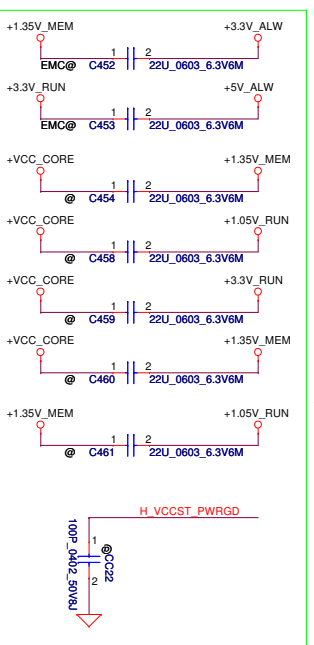 +1.35V_MEM +3.3V_ALW
1 2
EMC@ C452 22U_0603_6.3V6M
+3.3V_RUN +5V_ALW
1 2
EMC@ C453 22U_0603_6.3V6M
+VCC_CORE +1.35V_MEM
1 2
@ C454 22U_0603_6.3V6M
+VCC_CORE +1.05V_RUN
1 2
@ C458 22U_0603_6.3V6M
+VCC_CORE +3.3V_RUN
1 2
@ C459 22U_0603_6.3V6M
+VCC_CORE +1.35V_MEM
1 2
@ C460 22U_0603_6.3V6M
+1.35V_MEM +1.05V_RUN
1 2
@ C461 22U_0603_6.3V6M
H_VCCST_PWRGD
1
@CC22
100P_0402_50V8J
2